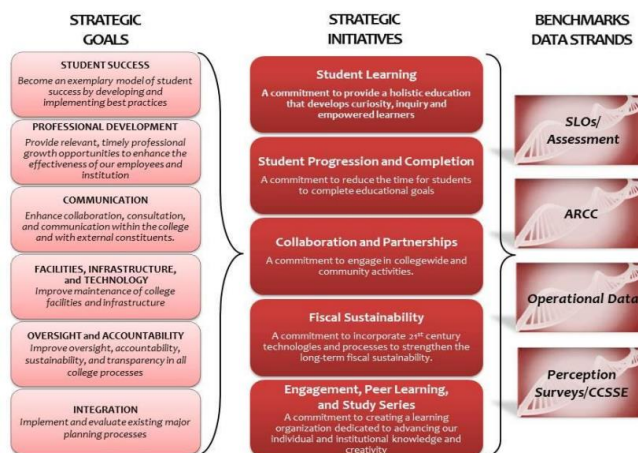 STRATEGIC
GOALS
STUDENT SUCCESS
Become an exemplary model of student
success by developing and
implementing best practices
PROFESSIONAL DEVELOPMENT
Provide relevant, timely professional
growth opportunities to enhance the
effectiveness of our employees and
institution
COMMUNICATION
Enhance collaboration, consultation,
and communication within the college
and with external constituents.
FACILITIES, INFRASTRUCTURE,
and TECHNOLOGY
Improve maintenance of college
facilities and infrastructure
OVERSIGHT and ACCOUNTABILITY
Improve oversight, accountability,
sustainability, and transparency in all
college processes
INTEGRATION
Implement and evaluate existing major
planning processes
STRATEGIC
INITIATIVES
Student Learning
A commitment to provide a holistic education
that develops curiosity, inquiry and
empowered learners
Student Progression and Completion
A commitment to reduce the time for students
to complete educational goals
Collaboration and Partnerships
A commitment to engage in collegewide and
community activities.
Fiscal Sustainability
A commitment to incorporate 21st century
technologies and processes to strengthen the
long-term fiscal sustainability.
Engagement, Peer Learning,
and Study Series
A commitment to creating a learning
organization dedicated to advancing our
individual and institutional knowledge and
creativity
BENCHMARKS
DATA STRANDS
SLOs/
Assessment
ARCC
Operational Data
Perception
Surveys/CCSSE